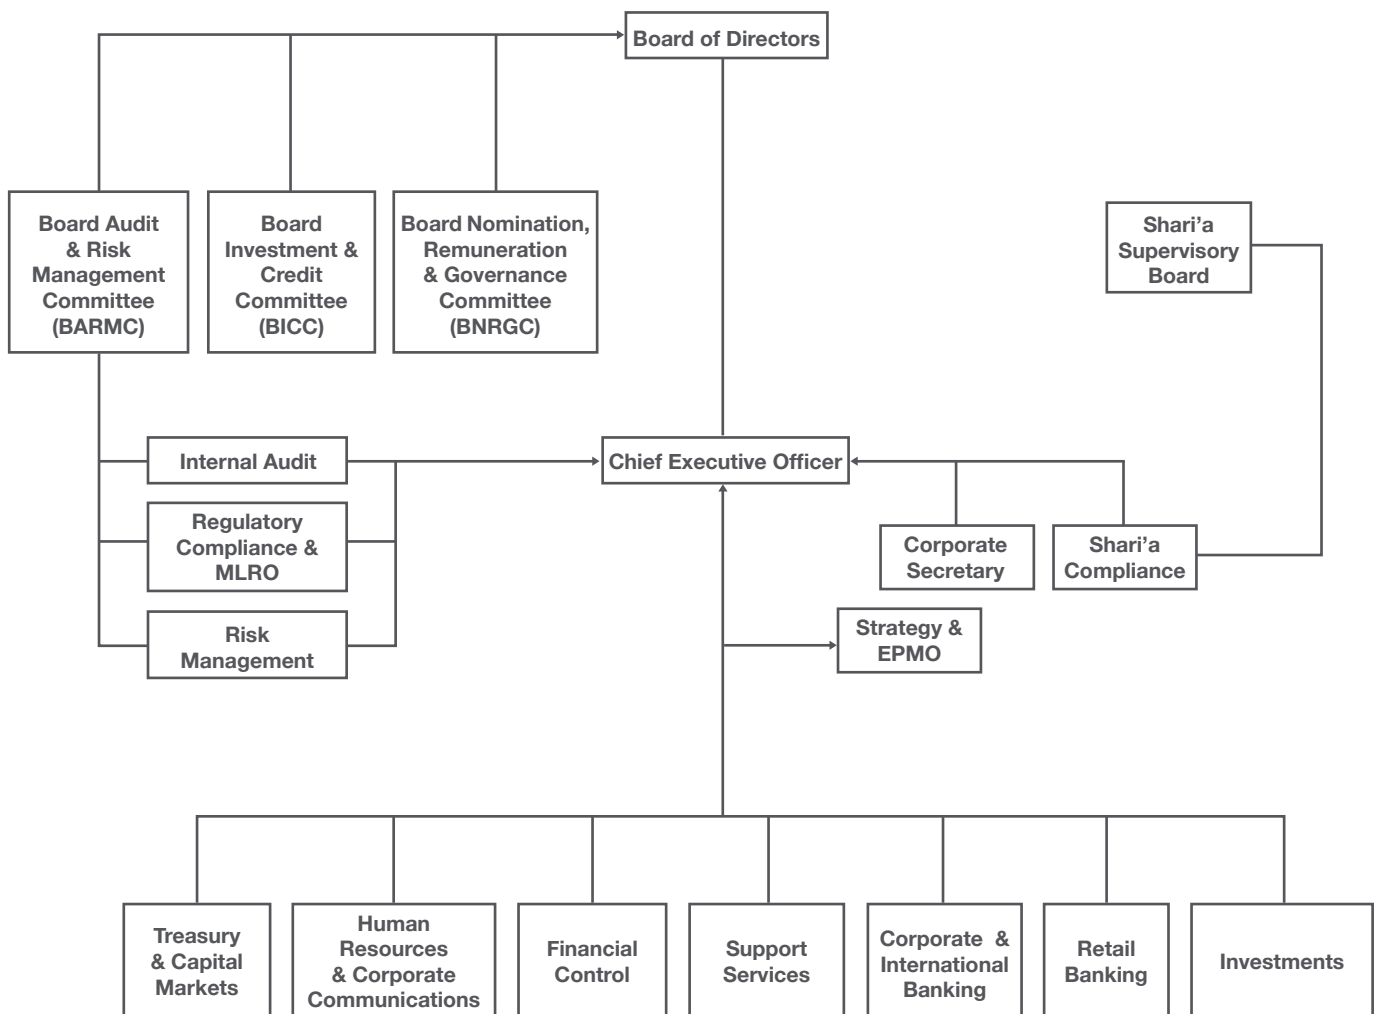 Board of Directors
Board Audit
& Risk
Management
Committee
(BARMC)
Board
Investment &
Credit
Committee
(BICC)
Board Nomination,
Remuneration
& Governance
Committee
(BNRGC)
Shari’a
Supervisory
Board
Internal Audit
Chief Executive Officer
Regulatory
Compliance &
MLRO
Corporate
Secretary
Shari’a
Compliance
Risk
Management
Strategy &
EPMO
Treasury
& Capital
Markets
Human
Resources
& Corporate
Communications
Financial
Control
Support
Services
Corporate &
International
Banking
Retail
Banking
Investments